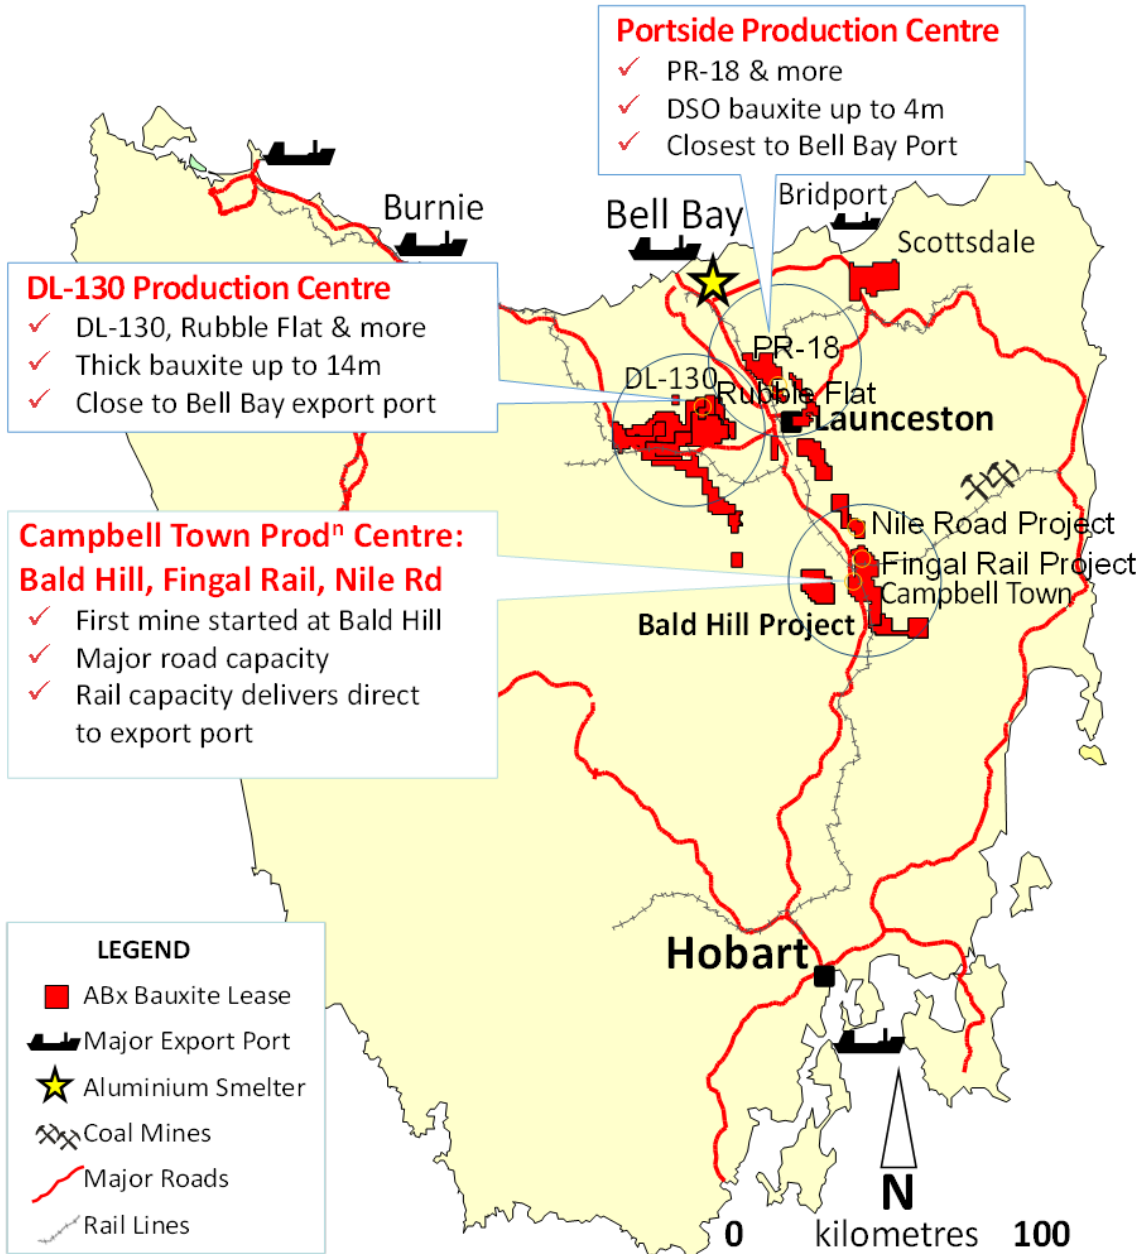 Portside Production Centre
✓ PR-18 & more
✓ DSO bauxite up to 4m
✓ Closest to Bell Bay Port
Bridport
Burnie
Bell Bay
Scottsdale
DL-130 Production Centre
✓ DL-130, Rubble Flat & more
✓ Thick bauxite up to 14m
✓ Close to Bell Bay export port
PR-18
DL-130
Rubble Flat
Launceston
Campbell Town Prodⁿ Centre:
Bald Hill, Fingal Rail, Nile Rd
✓ First mine started at Bald Hill
✓ Major road capacity
✓ Rail capacity delivers direct
to export port
Nile Road Project
Fingal Rail Project
Campbell Town
Bald Hill Project
Hobart
LEGEND
ABx Bauxite Lease
Major Export Port
Aluminium Smelter
Coal Mines
Major Roads
Rail Lines
N
0 kilometres 100